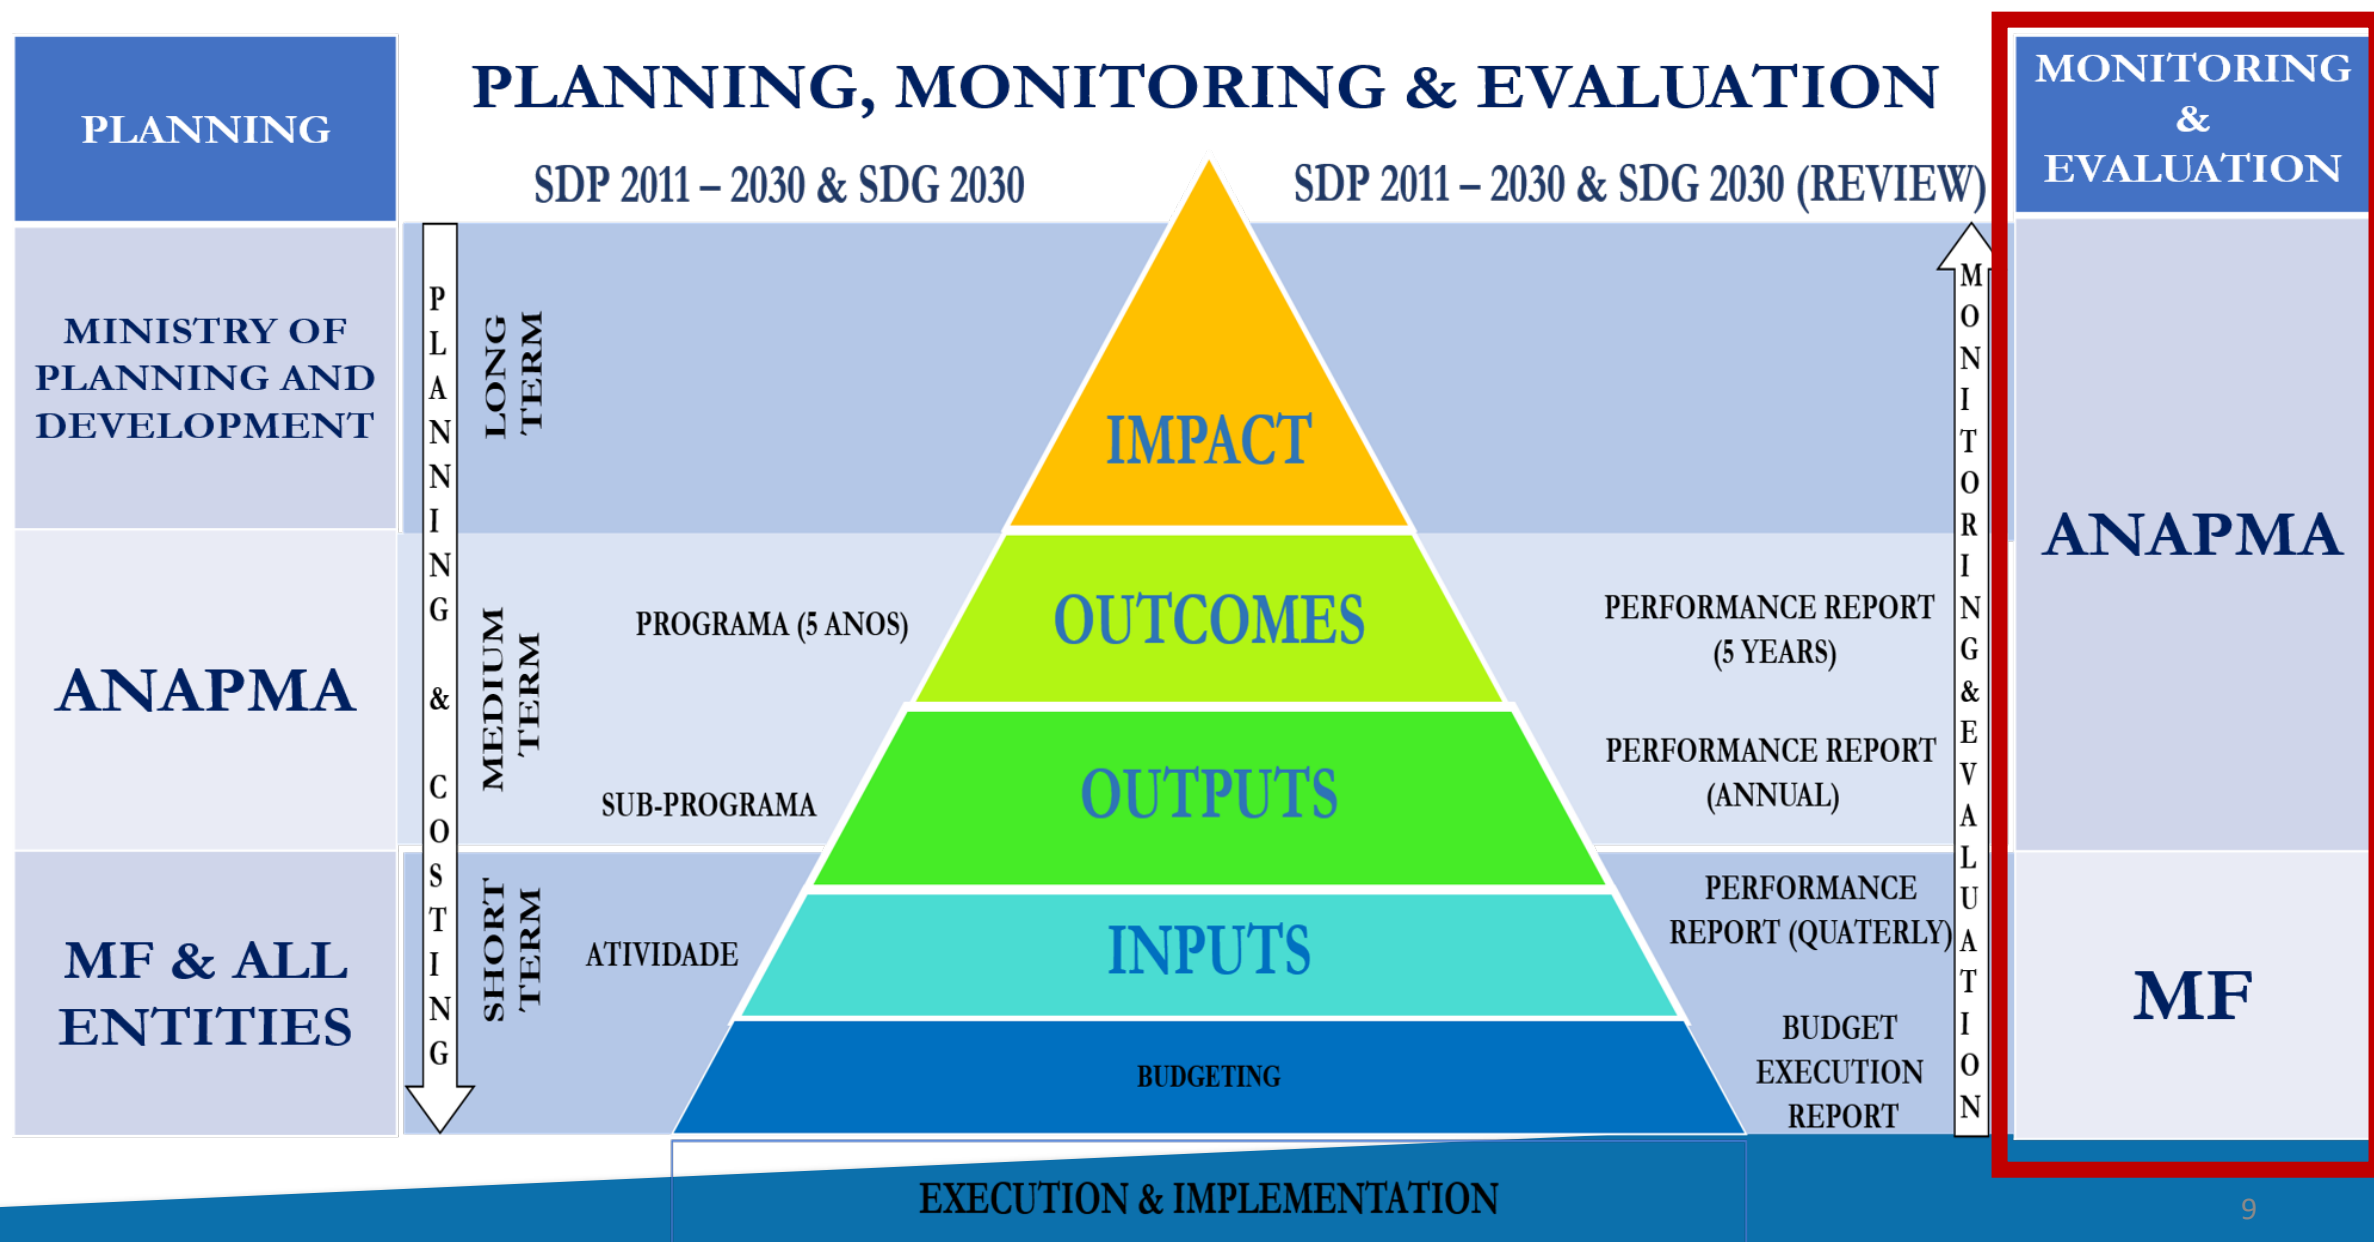 PLANNING, MONITORING & EVALUATION
PLANNING
MINISTRY OF
PLANNING AND
DEVELOPMENT
ANAPMA
MF & ALL
ENTITIES
SDP 2011 – 2030 & SDG 2030
SDP 2011 – 2030 & SDG 2030 (REVIEW)
PLANNING & COSTING
LONG
TERM
MEDIUM
TERM
SHORT
TERM
PROGRAMA (5 ANOS)
SUB-PROGRAMA
ATIVIDADE
IMPACT
OUTCOMES
OUTPUTS
INPUTS
BUDGETING
PERFORMANCE REPORT
(5 YEARS)
PERFORMANCE REPORT
(ANNUAL)
PERFORMANCE
REPORT (QUATERLY)
BUDGET
EXECUTION
REPORT
MONITORING & EVALUATION
MONITORING
&
EVALUATION
ANAPMA
MF
EXECUTION & IMPLEMENTATION
9